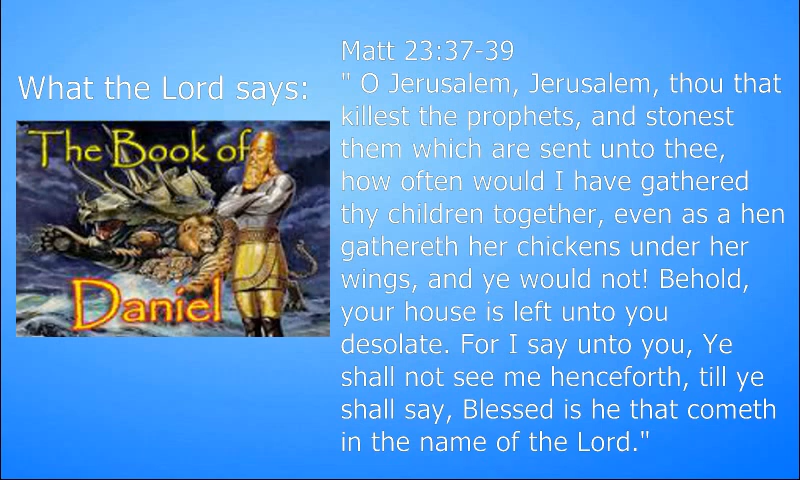 What the Lord says:
The Book of
Daniel
Matt 23:37-39
" O Jerusalem, Jerusalem, thou that
killest the prophets, and stonest
them which are sent unto thee,
how often would I have gathered
thy children together, even as a hen
gathereth her chickens under her
wings, and ye would not! Behold,
your house is left unto you
desolate. For I say unto you, Ye
shall not see me henceforth, till ye
shall say, Blessed is he that cometh
in the name of the Lord."